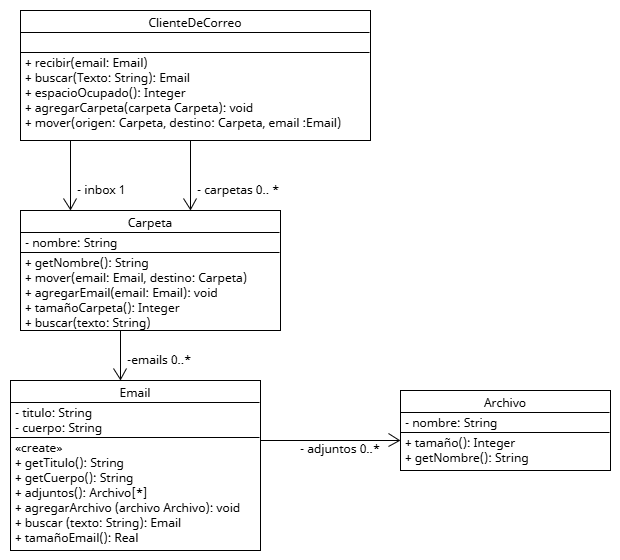 ClienteDeCorreo
+ recibir(email: Email)
+ buscar(Texto: String): Email
+ espacioOcupado(): Integer
+ agregarCarpeta(carpeta Carpeta): void
+ mover(origen: Carpeta, destino: Carpeta, email :Email)
- inbox 1
- carpetas 0.. *
Carpeta
- nombre: String
+ getNombre(): String
+ mover(email: Email, destino: Carpeta)
+ agregarEmail(email: Email): void
+ tamañoCarpeta(): Integer
+ buscar(texto: String)
-emails 0..*
Email
- titulo: String
- cuerpo: String
«create»
+ getTitulo(): String
+ getCuerpo(): String
+ adjuntos(): Archivo[*]
+ agregarArchivo (archivo Archivo): void
+ buscar (texto: String): Email
+ tamañoEmail(): Real
- adjuntos 0..*
Archivo
- nombre: String
+ tamaño(): Integer
+ getNombre(): String